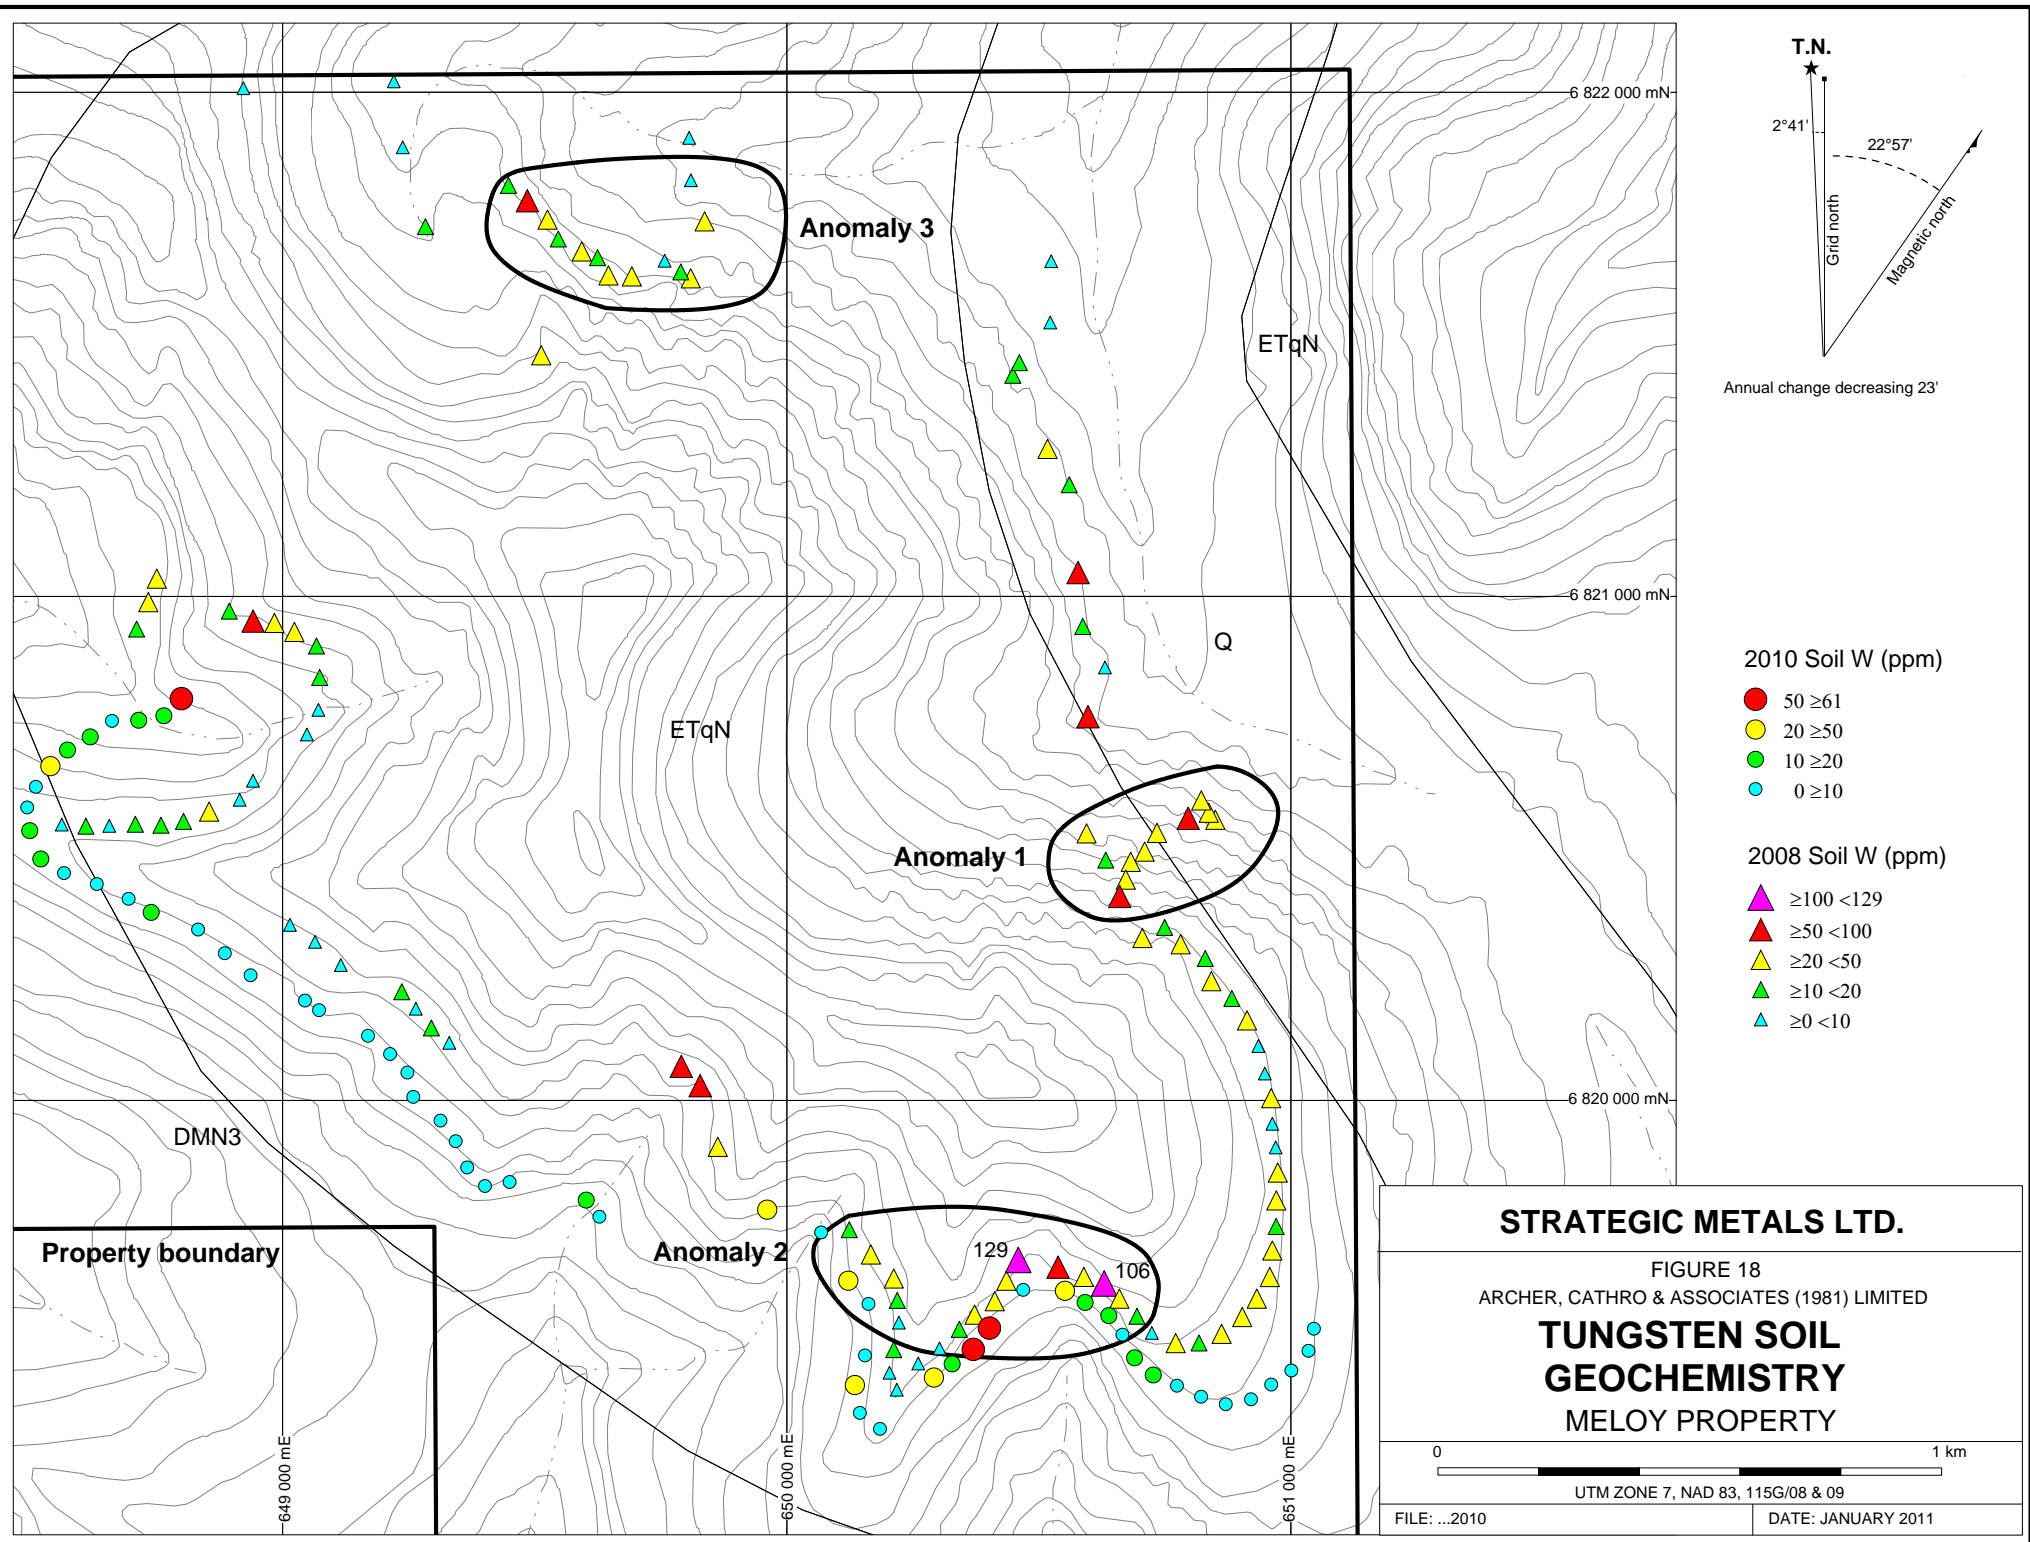 T.N.
2°41'
22°57'
Grid north
Magnetic north
Annual change decreasing 23'
6 822 000 mN
6 821 000 mN
6 820 000 mN
649 000 mE
650 000 mE
651 000 mE
Anomaly 3
ETqN
Q
ETqN
Anomaly 1
DMN3
Property boundary
Anomaly 2
129
106
2010 Soil W (ppm)
50 ≥61
20 ≥50
10 ≥20
0 ≥10
2008 Soil W (ppm)
≥100 <129
≥50 <100
≥20 <50
≥10 <20
≥0 <10
STRATEGIC METALS LTD.
FIGURE 18
ARCHER, CATHRO & ASSOCIATES (1981) LIMITED
TUNGSTEN SOIL
GEOCHEMISTRY
MELOY PROPERTY
0 1 km
UTM ZONE 7, NAD 83, 115G/08 & 09
FILE: ...2010
DATE: JANUARY 2011